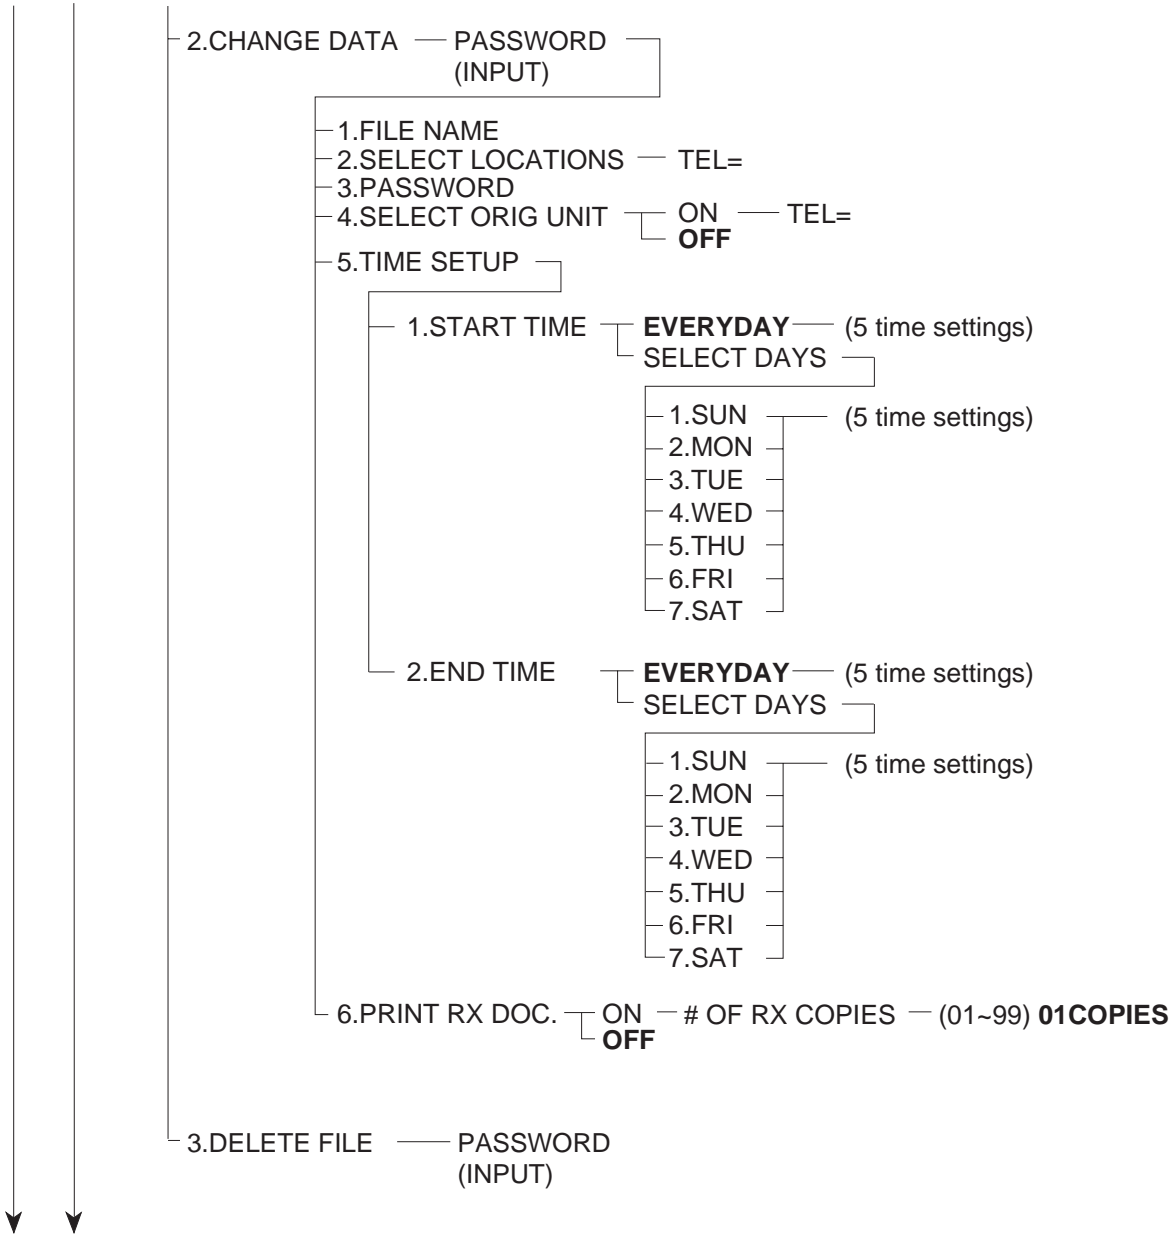 2.CHANGE DATA PASSWORD
(INPUT)
1.FILE NAME
2.SELECT LOCATIONS TEL=
3.PASSWORD
4.SELECT ORIG UNIT ON TEL=
OFF
5.TIME SETUP
1.START TIME EVERYDAY (5 time settings)
SELECT DAYS
1.SUN (5 time settings)
2.MON
3.TUE
4.WED
5.THU
6.FRI
7.SAT
2.END TIME EVERYDAY (5 time settings)
SELECT DAYS
1.SUN (5 time settings)
2.MON
3.TUE
4.WED
5.THU
6.FRI
7.SAT
6.PRINT RX DOC. ON # OF RX COPIES (01~99) 01COPIES
OFF
3.DELETE FILE PASSWORD
(INPUT)